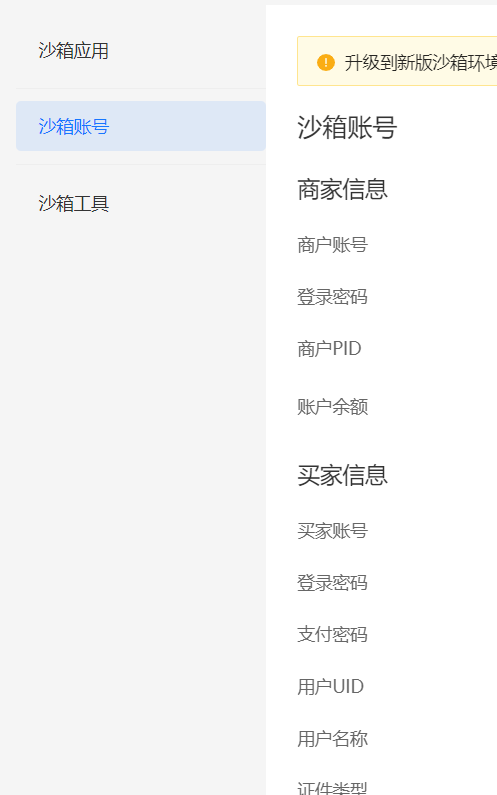 沙箱应用
沙箱账号
沙箱工具
升级到新版沙箱环境
沙箱账号
商家信息
商户账号
登录密码
商户PID
账户余额
买家信息
买家账号
登录密码
支付密码
用户UID
用户名称
证件类型